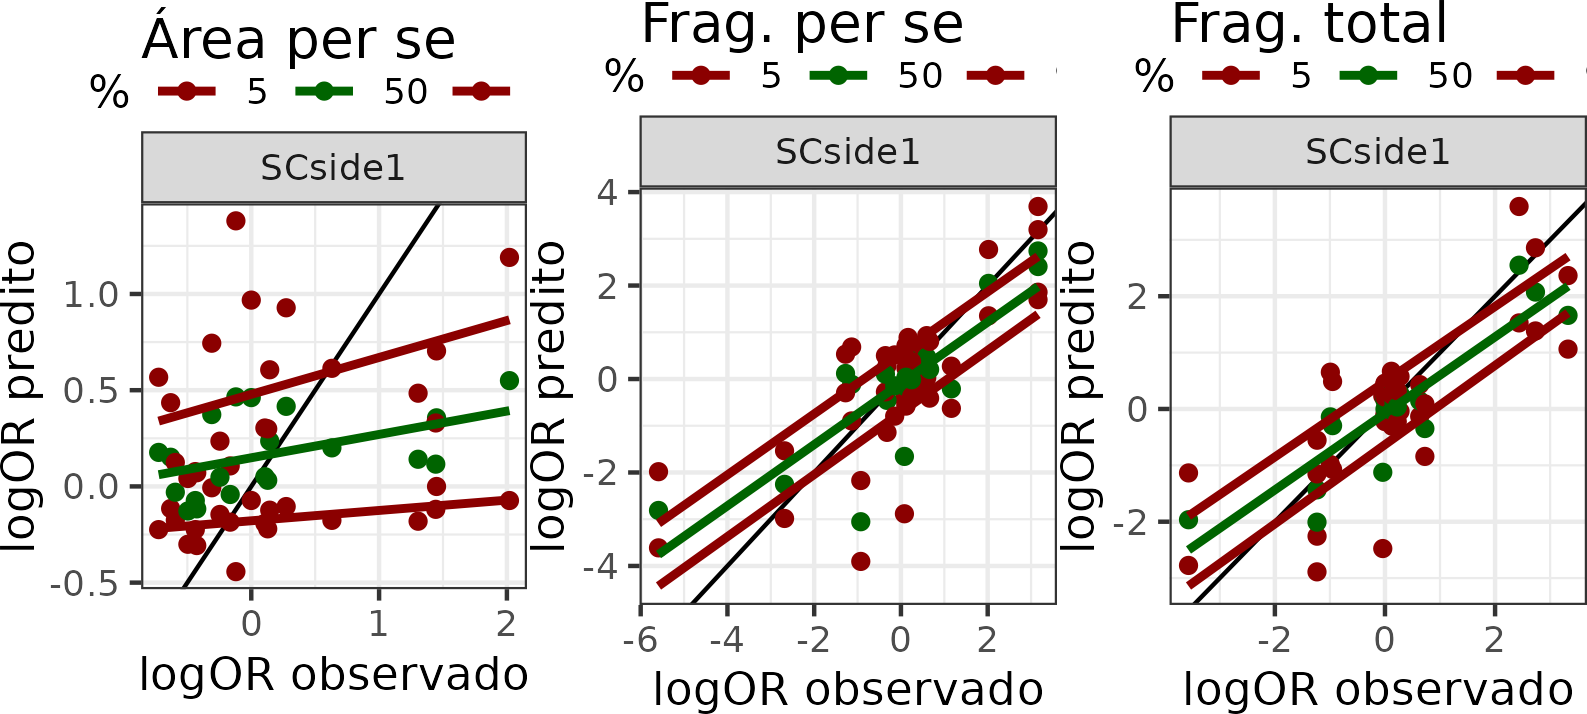 Área per se
% 5 50
SCside1
logOR predito
1.0
0.5
0.0
-0.5
0 1 2
logOR observado
Frag. per se
% 5 50
SCside1
logOR predito
4
2
0
-2
-4
-6 -4 -2 0 2
logOR observado
Frag. total
% 5 50
SCside1
logOR predito
2
0
-2
-2 0 2
logOR observado